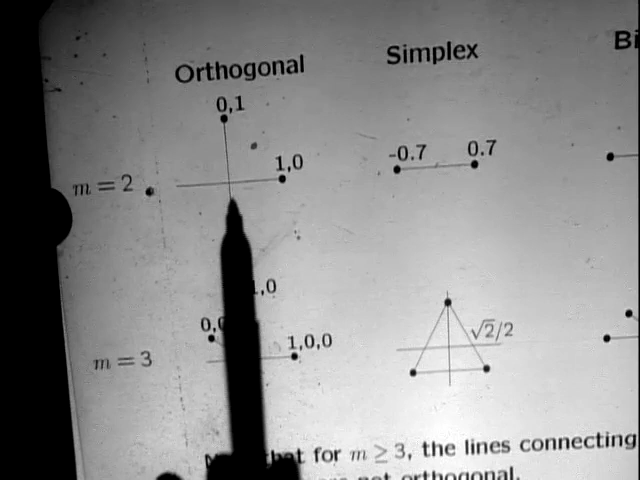 Orthogonal Simplex
0,1
-0.7 0.7
1,0
m = 2
,0
√2/2
1,0,0
m = 3
for m ≥ 3, the lines connecting
not orthogonal.